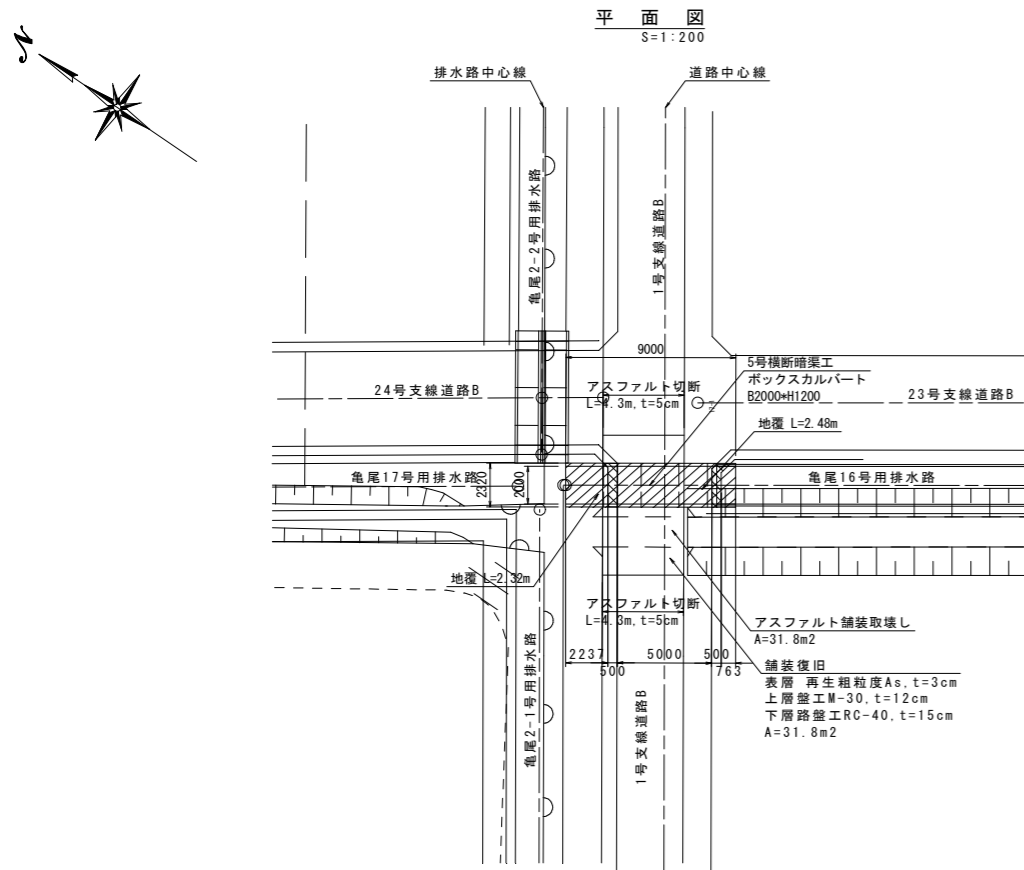 平面図
S=1:200
N
排水路中心線
道路中心線
亀尾2-2号用排水路
1号支線道路B
9000
5号横断暗渠工
ボックスカルバート
B2000*H1200
24号支線道路B
アスファルト切断
L=4.3m,t=5cm
23号支線道路B
地覆 L=2.48m
亀尾17号用排水路
2320
2000
亀尾16号用排水路
地覆 L=2.32m
アスファルト切断
L=4.3m,t=5cm
アスファルト舗装取壊し
A=31.8m2
2237
500
5000
500
763
舗装復旧
表層 再生粗粒度As,t=3cm
上層盤工M-30,t=12cm
下層路盤工RC-40,t=15cm
A=31.8m2
亀尾2-1号用排水路
1号支線道路B